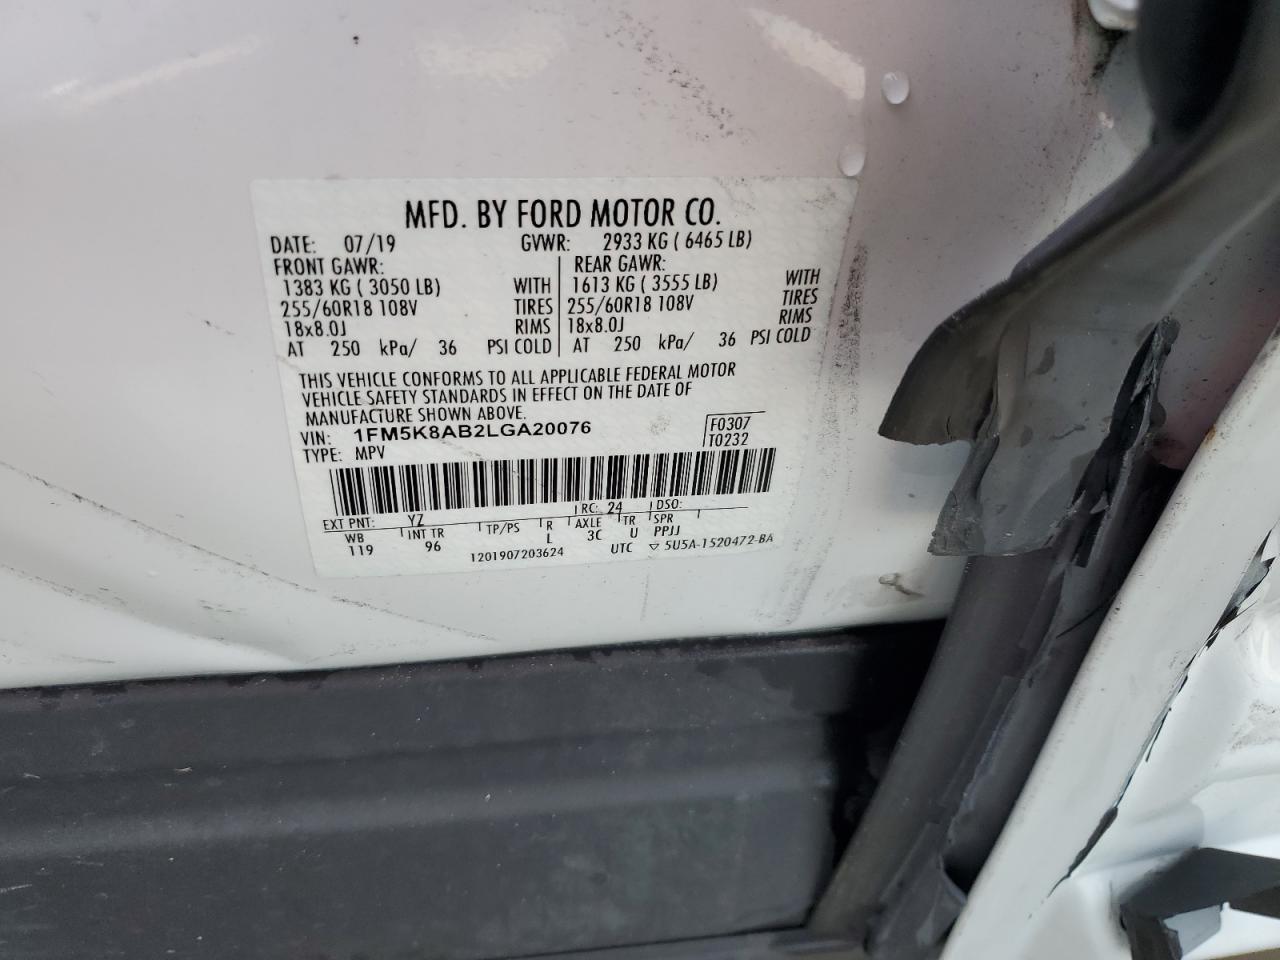 MFD. BY FORD MOTOR CO.
DATE: 07/19 GVWR: 2933 KG ( 6465 LB)
FRONT GAWR: REAR GAWR:
1383 KG ( 3050 LB) WITH 1613 KG ( 3555 LB) WITH
255/60R18 108V TIRES 255/60R18 108V TIRES
18x8.0J RIMS 18x8.0J RIMS
AT 250 kPa/ 36 PSI COLD AT 250 kPa/ 36 PSI COLD
THIS VEHICLE CONFORMS TO ALL APPLICABLE FEDERAL MOTOR
VEHICLE SAFETY STANDARDS IN EFFECT ON THE DATE OF
MANUFACTURE SHOWN ABOVE.
VIN: 1FM5K8AB2LGA20076 F0307
TYPE: MPV T0232
EXT PNT: YZ RC: 24 DSO:
WB INT TR TP/PS R AXLE TR SPR
119 96 L 3C U PPJJ
1201907203624 UTC ▽ 5U5A-1520472-BA